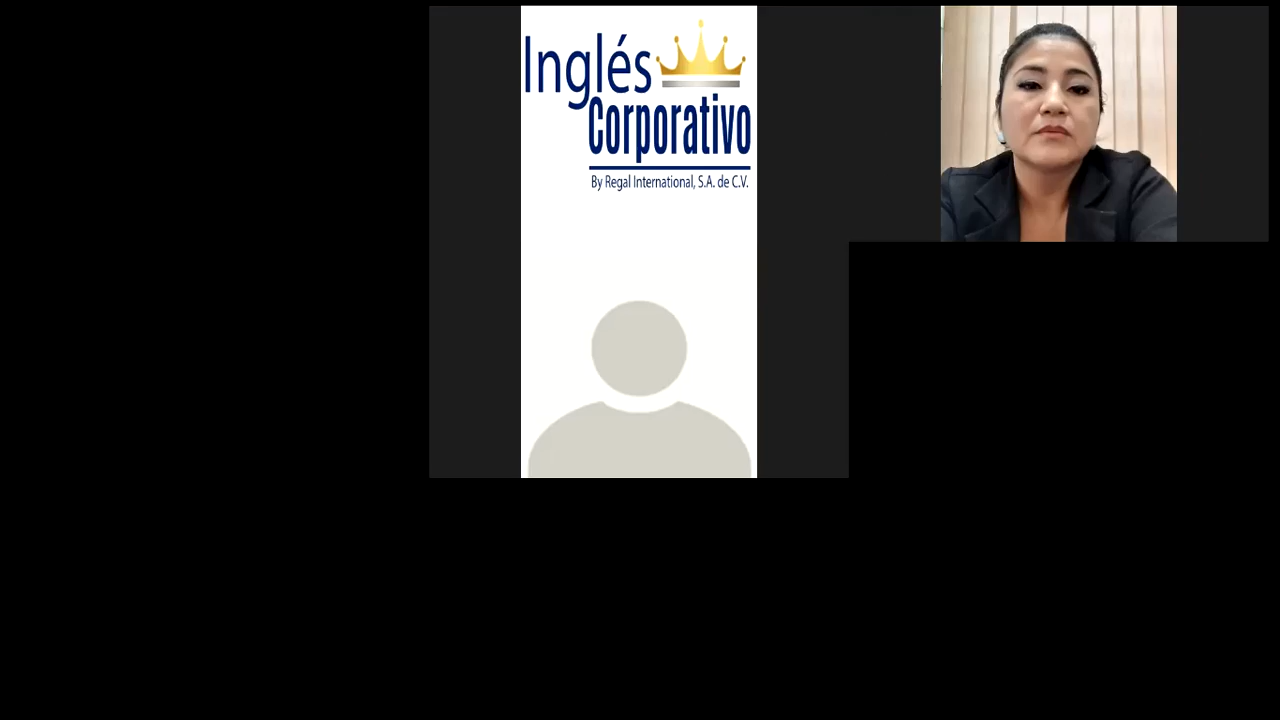 Inglés
Corporativo
By Regal International, S.A. de C.V.